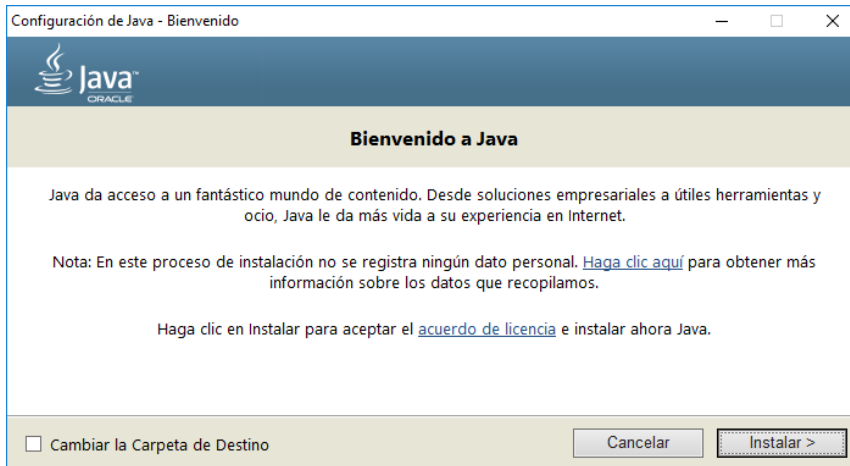 Configuración de Java - Bienvenido
Java™
ORACLE
Bienvenido a Java
Java da acceso a un fantástico mundo de contenido. Desde soluciones empresariales a útiles herramientas y
ocio, Java le da más vida a su experiencia en Internet.
Nota: En este proceso de instalación no se registra ningún dato personal. Haga clic aquí para obtener más
información sobre los datos que recopilamos.
Haga clic en Instalar para aceptar el acuerdo de licencia e instalar ahora Java.
Cambiar la Carpeta de Destino
Cancelar
Instalar >